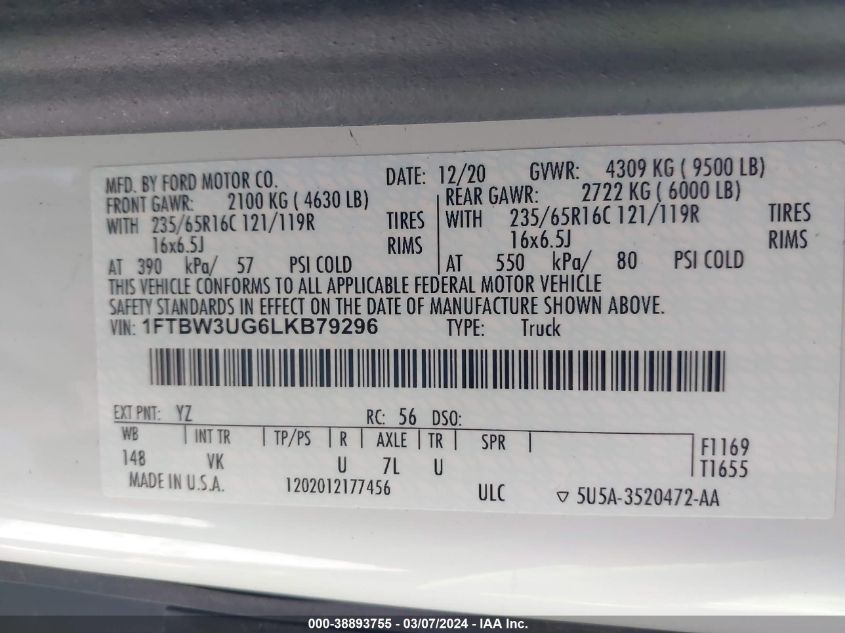 MFD. BY FORD MOTOR CO. DATE: 12/20 GVWR: 4309 KG ( 9500 LB)
FRONT GAWR: 2100 KG ( 4630 LB) REAR GAWR: 2722 KG ( 6000 LB)
WITH 235/65R16C 121/119R TIRES WITH 235/65R16C 121/119R TIRES
16x6.5J RIMS 16x6.5J RIMS
AT 390 kPa/ 57 PSI COLD AT 550 kPa/ 80 PSI COLD
THIS VEHICLE CONFORMS TO ALL APPLICABLE FEDERAL MOTOR VEHICLE
SAFETY STANDARDS IN EFFECT ON THE DATE OF MANUFACTURE SHOWN ABOVE.
VIN: 1FTBW3UG6LKB79296 TYPE: Truck
EXT PNT: YZ RC: 56 DSO:
WB INT TR TP/PS R AXLE TR SPR F1169
148 VK U 7L U T1655
MADE IN U.S.A. 1202012177456 ULC ▽ 5U5A-3520472-AA
000-38893755 - 03/07/2024 - IAA Inc.